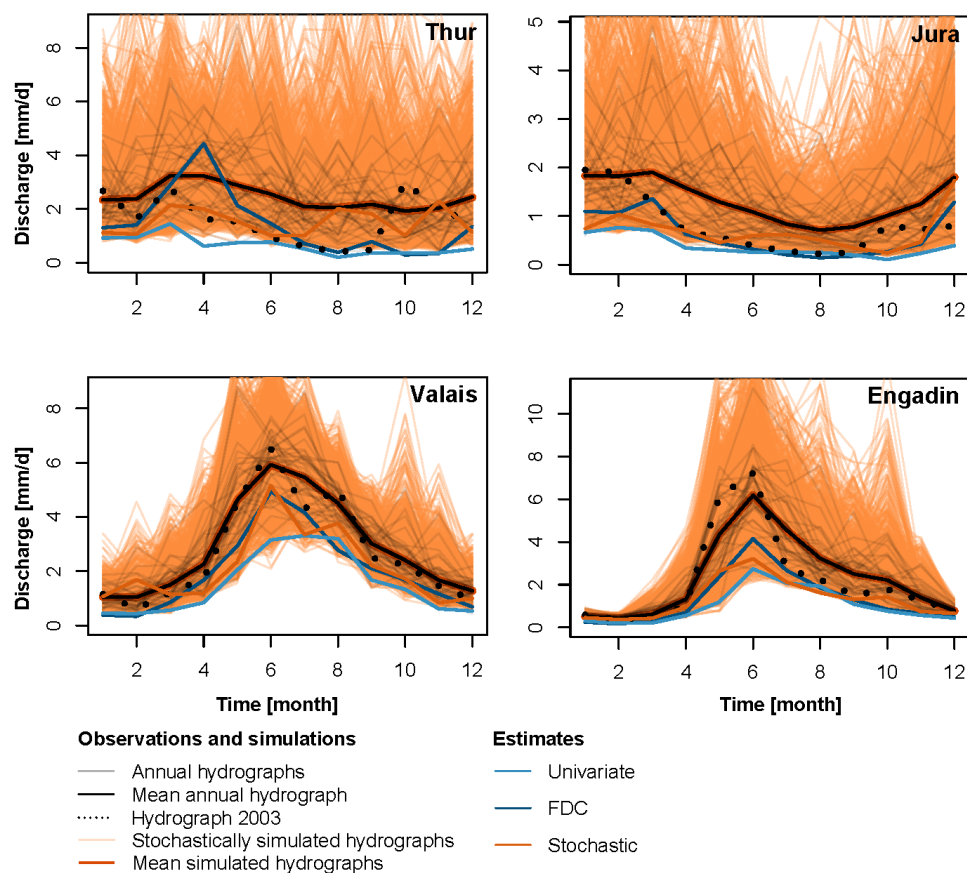 Thur
Jura
Discharge [mm/d]
8
6
4
2
0
5
4
3
2
1
0
2 4 6 8 10 12
2 4 6 8 10 12
Valais
Engadin
Discharge [mm/d]
8
6
4
2
0
10
8
6
4
2
0
2 4 6 8 10 12
2 4 6 8 10 12
Time [month]
Time [month]
Observations and simulations
Annual hydrographs
Mean annual hydrograph
Hydrograph 2003
Stochastically simulated hydrographs
Mean simulated hydrographs
Estimates
Univariate
FDC
Stochastic